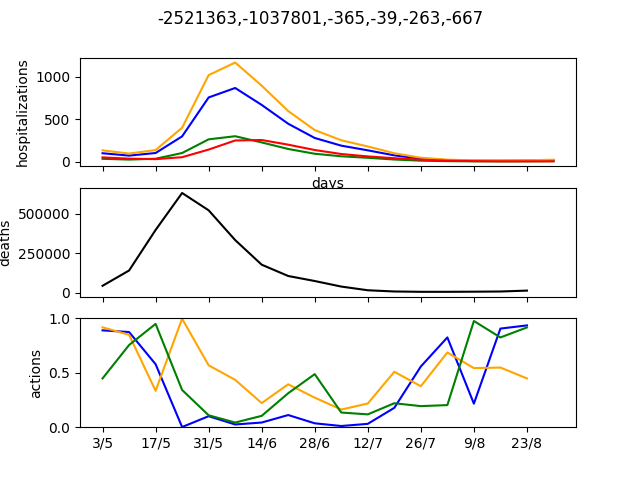 -2521363,-1037801,-365,-39,-263,-667
hospitalizations
1000
500
0
days
deaths
500000
250000
0
actions
1.0
0.5
0.0
3/5 17/5 31/5 14/6 28/6 12/7 26/7 9/8 23/8